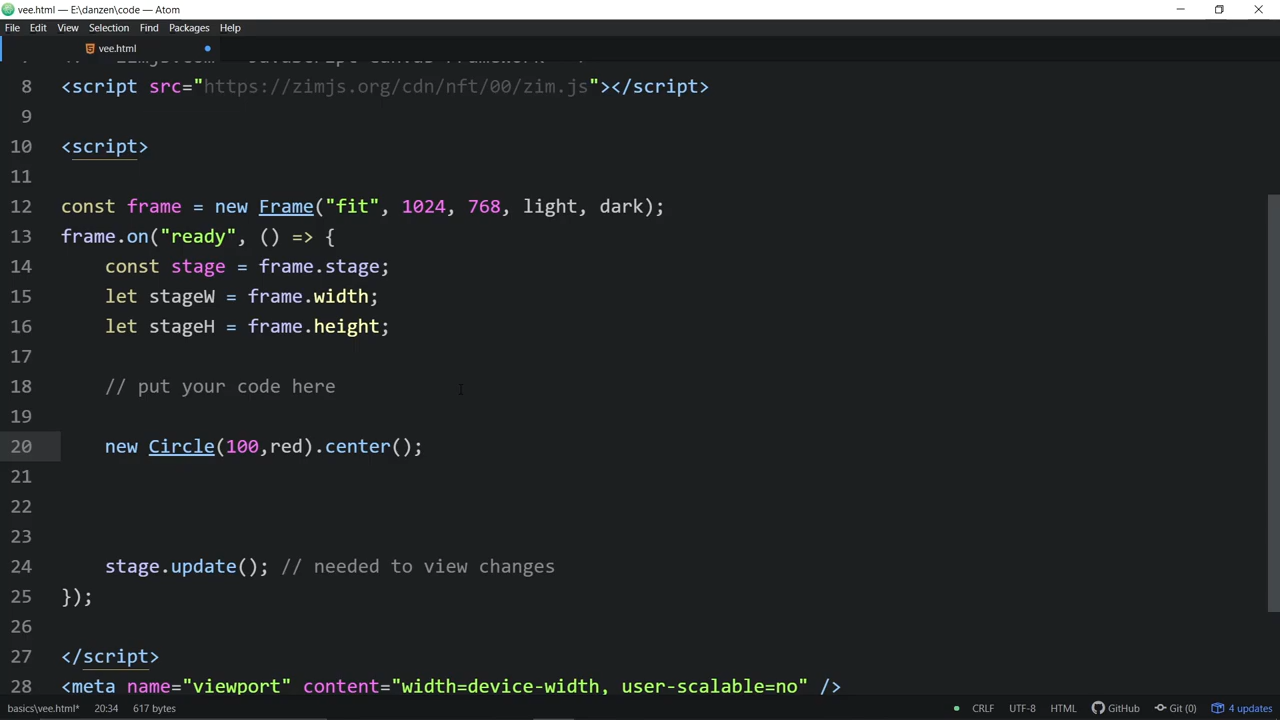 vee.html — E:\danzen\code — Atom
File Edit View Selection Find Packages Help
vee.html
8 <script src="https://zimjs.org/cdn/nft/00/zim.js"></script>
9
10 <script>
11
12 const frame = new Frame("fit", 1024, 768, light, dark);
13 frame.on("ready", () => {
14 const stage = frame.stage;
15 let stageW = frame.width;
16 let stageH = frame.height;
17
18 // put your code here
19
20 new Circle(100,red).center();
21
22
23
24 stage.update(); // needed to view changes
25 });
26
27 </script>
28 <meta name="viewport" content="width=device-width, user-scalable=no" />
basics\vee.html* 20:34 617 bytes CRLF UTF-8 HTML GitHub Git (0) 4 updates